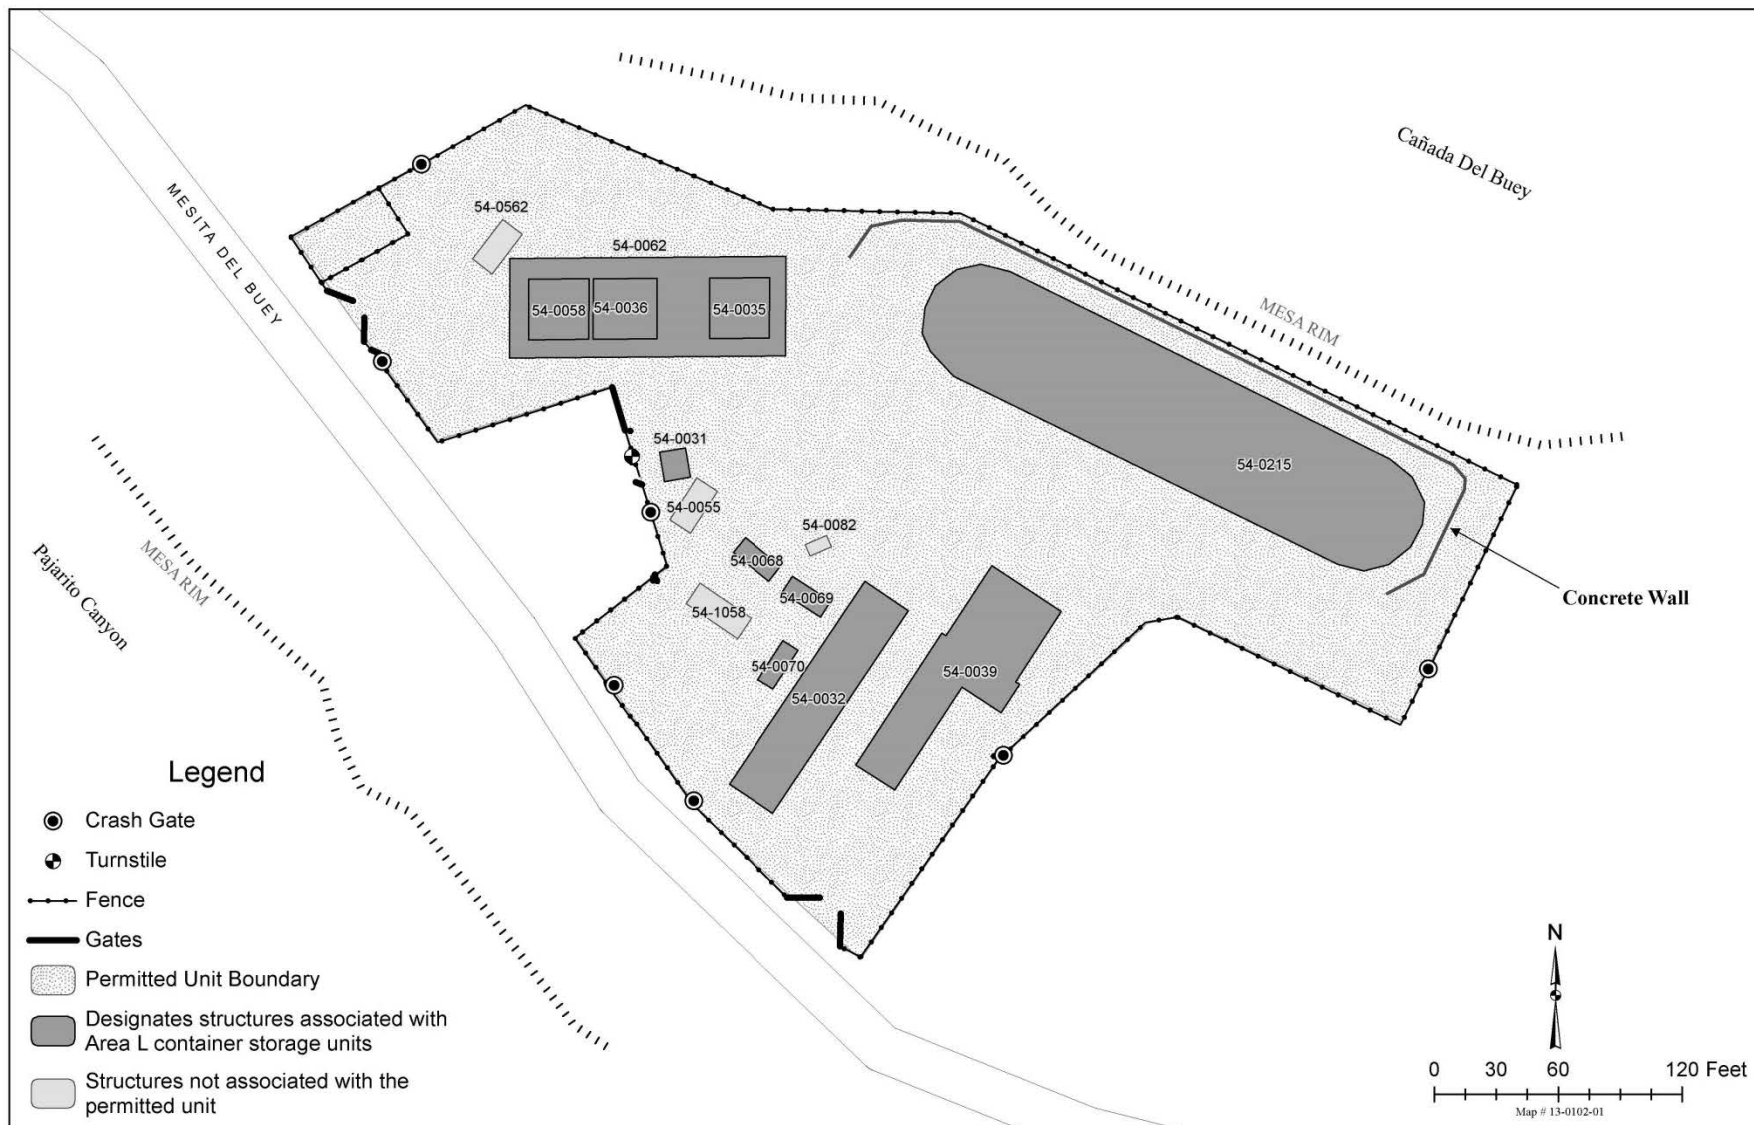 Cañada Del Buey
MESITA DEL BUEY
54-0562
54-0062
54-0058
54-0036
54-0035
MESA RIM
54-0031
54-0215
54-0055
54-0082
54-0068
54-0069
54-1058
54-0070
54-0032
54-0039
Concrete Wall
Pajarito Canyon
MESA RIM
Legend
Crash Gate
Turnstile
Fence
Gates
Permitted Unit Boundary
Designates structures associated with
Area L container storage units
Structures not associated with the
permitted unit
N
0 30 60 120 Feet
Map # 13-0102-01